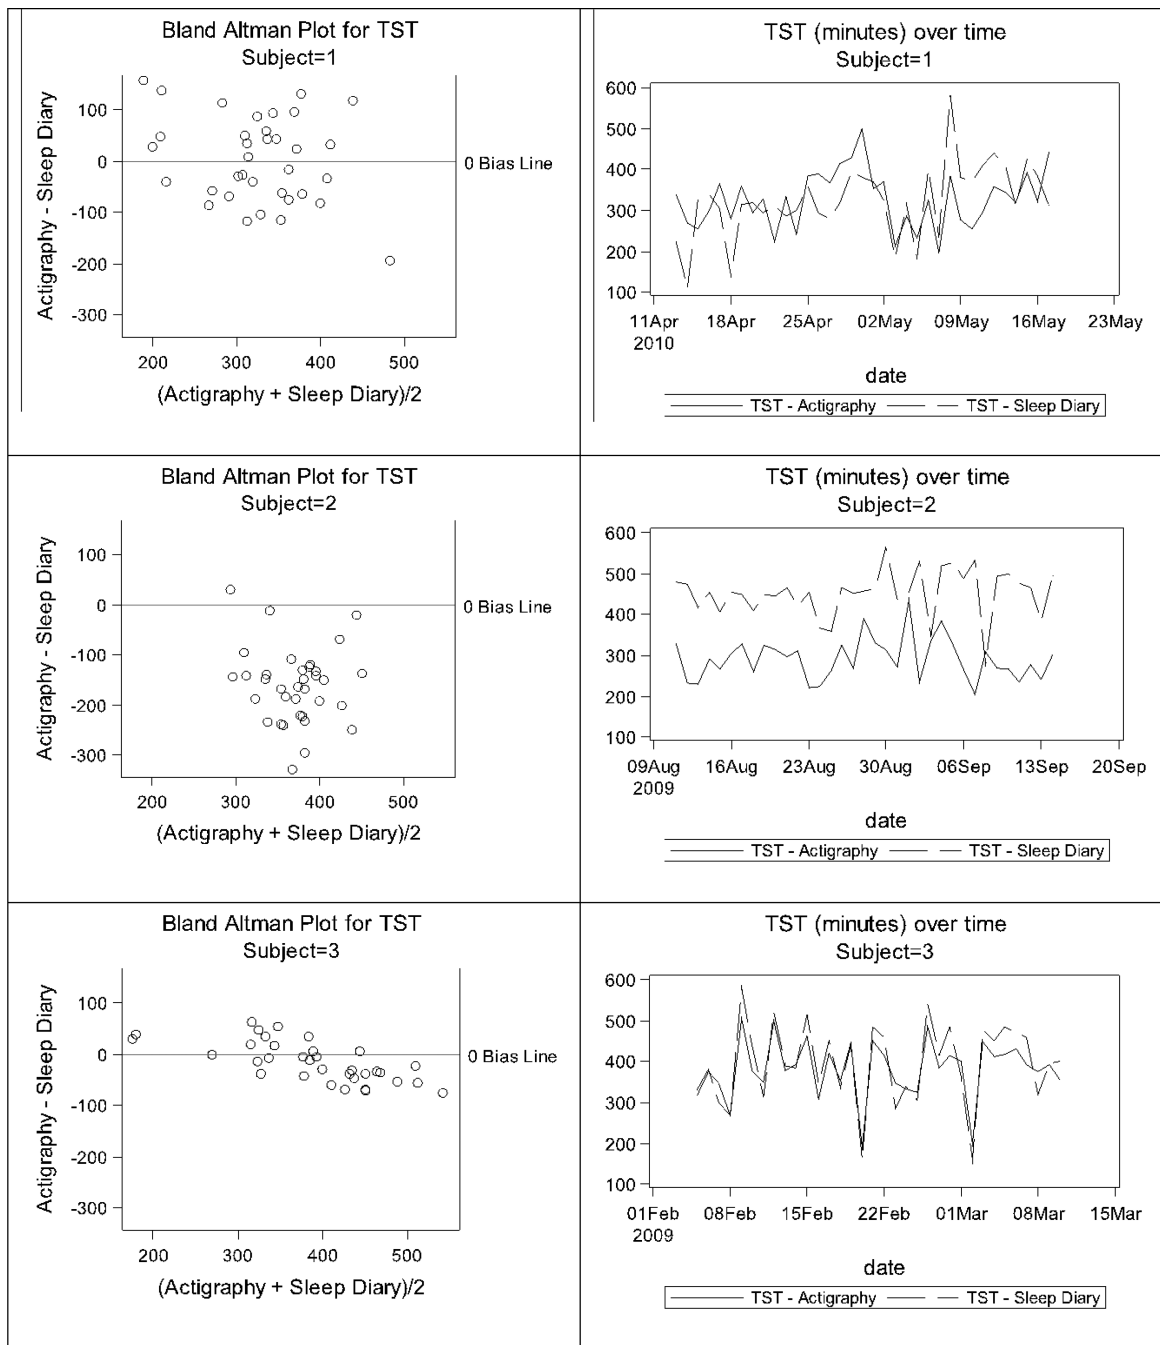 Bland Altman Plot for TST
Subject=1
Actigraphy - Sleep Diary
100
0
-100
-200
-300
0 Bias Line
200 300 400 500
(Actigraphy + Sleep Diary)/2
TST (minutes) over time
Subject=1
600
500
400
300
200
100
11Apr 18Apr 25Apr 02May 09May 16May 23May
2010
date
TST - Actigraphy TST - Sleep Diary
Bland Altman Plot for TST
Subject=2
Actigraphy - Sleep Diary
100
0
-100
-200
-300
0 Bias Line
200 300 400 500
(Actigraphy + Sleep Diary)/2
TST (minutes) over time
Subject=2
600
500
400
300
200
100
09Aug 16Aug 23Aug 30Aug 06Sep 13Sep 20Sep
2009
date
TST - Actigraphy TST - Sleep Diary
Bland Altman Plot for TST
Subject=3
Actigraphy - Sleep Diary
100
0
-100
-200
-300
0 Bias Line
200 300 400 500
(Actigraphy + Sleep Diary)/2
TST (minutes) over time
Subject=3
600
500
400
300
200
100
01Feb 08Feb 15Feb 22Feb 01Mar 08Mar 15Mar
2009
date
TST - Actigraphy TST - Sleep Diary